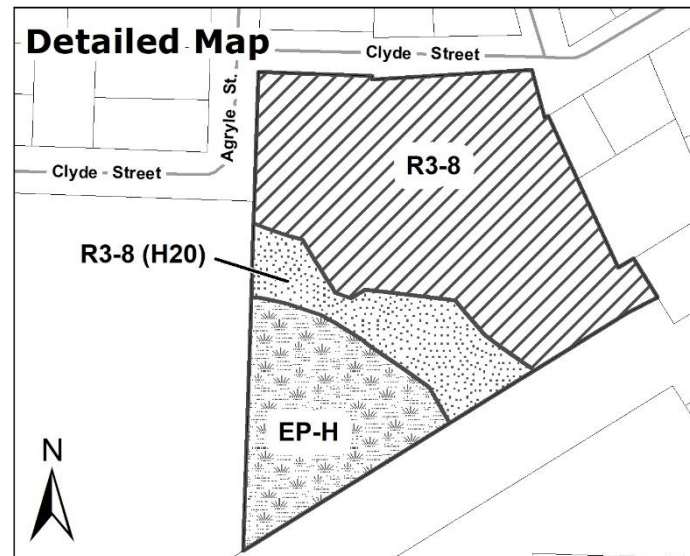 Detailed Map
Clyde - Street
Agryle St.
Clyde - Street
R3-8
R3-8 (H20)
EP-H
N